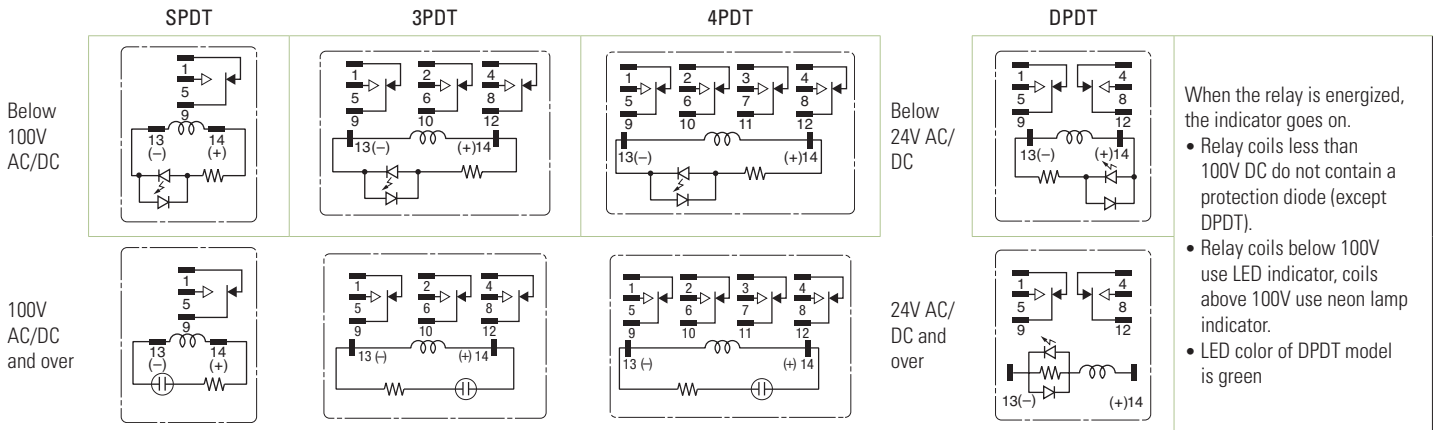 SPDT
3PDT
4PDT
DPDT
Below
100V
AC/DC
1
5
9
13
(-)
14
(+)
1
2
4
5
6
8
9
10
12
13(-)
(+)14
1
2
3
4
5
6
7
8
9
10
11
12
13(-)
(+)14
Below
24V AC/
DC
1
4
5
8
9
12
13(-)
(+)14
100V
AC/DC
and over
1
5
9
13
(-)
14
(+)
1
2
4
5
6
8
9
10
12
13 (-)
(+) 14
1
2
3
4
5
6
7
8
9
10
11
12
13 (-)
(+) 14
24V AC/
DC and
over
1
4
5
8
9
12
13(-)
(+)14
When the relay is energized,
the indicator goes on.
• Relay coils less than
100V DC do not contain a
protection diode (except
DPDT).
• Relay coils below 100V
use LED indicator, coils
above 100V use neon lamp
indicator.
• LED color of DPDT model
is green